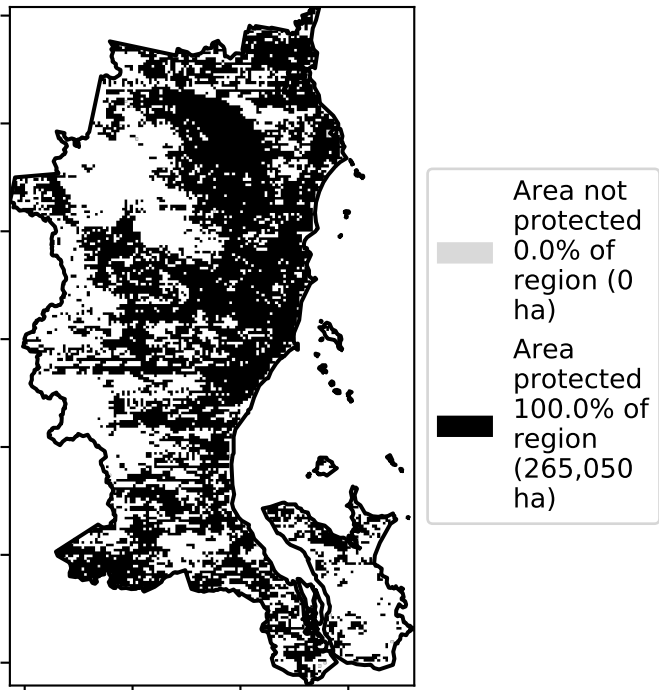 Area not
protected
0.0% of
region (0
ha)
Area
protected
100.0% of
region
(265,050
ha)